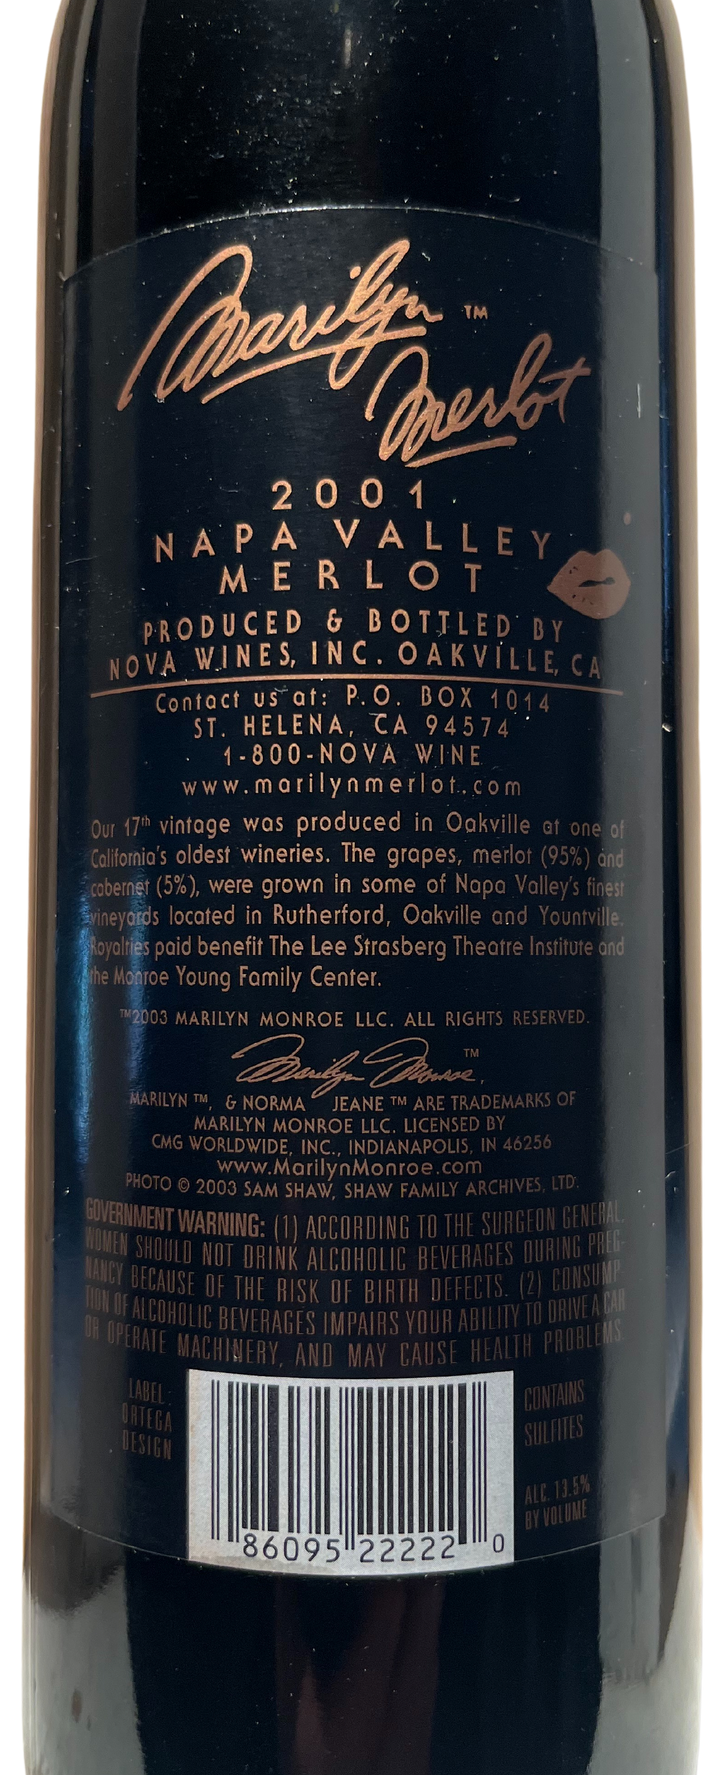 Marilyn ™
Merlot
2001
NAPA VALLEY
MERLOT
PRODUCED & BOTTLED BY
NOVA WINES, INC. OAKVILLE, CA
Contact us at: P.O. BOX 1014
ST. HELENA, CA 94574
1-800-NOVA WINE
www.marilynmerlot.com
Our 17th vintage was produced in Oakville at one of
California's oldest wineries. The grapes, merlot (95%) and
cabernet (5%), were grown in some of Napa Valley's finest
vineyards located in Rutherford, Oakville and Yountville.
Royalties paid benefit The Lee Strasberg Theatre Institute and
the Monroe Young Family Center.
™2003 MARILYN MONROE LLC. ALL RIGHTS RESERVED.
Marilyn Monroe™,
MARILYN ™, & NORMA JEANE ™ ARE TRADEMARKS OF
MARILYN MONROE LLC. LICENSED BY
CMG WORLDWIDE, INC., INDIANAPOLIS, IN 46256
www.MarilynMonroe.com
PHOTO © 2003 SAM SHAW, SHAW FAMILY ARCHIVES, LTD.
GOVERNMENT WARNING: (1) ACCORDING TO THE SURGEON GENERAL,
WOMEN SHOULD NOT DRINK ALCOHOLIC BEVERAGES DURING PREG-
NANCY BECAUSE OF THE RISK OF BIRTH DEFECTS. (2) CONSUMP-
TION OF ALCOHOLIC BEVERAGES IMPAIRS YOUR ABILITY TO DRIVE A CAR
OR OPERATE MACHINERY, AND MAY CAUSE HEALTH PROBLEMS.
LABEL:
ORTEGA
DESIGN
CONTAINS
SULFITES
ALC. 13.5%
BY VOLUME
86095 22222 0